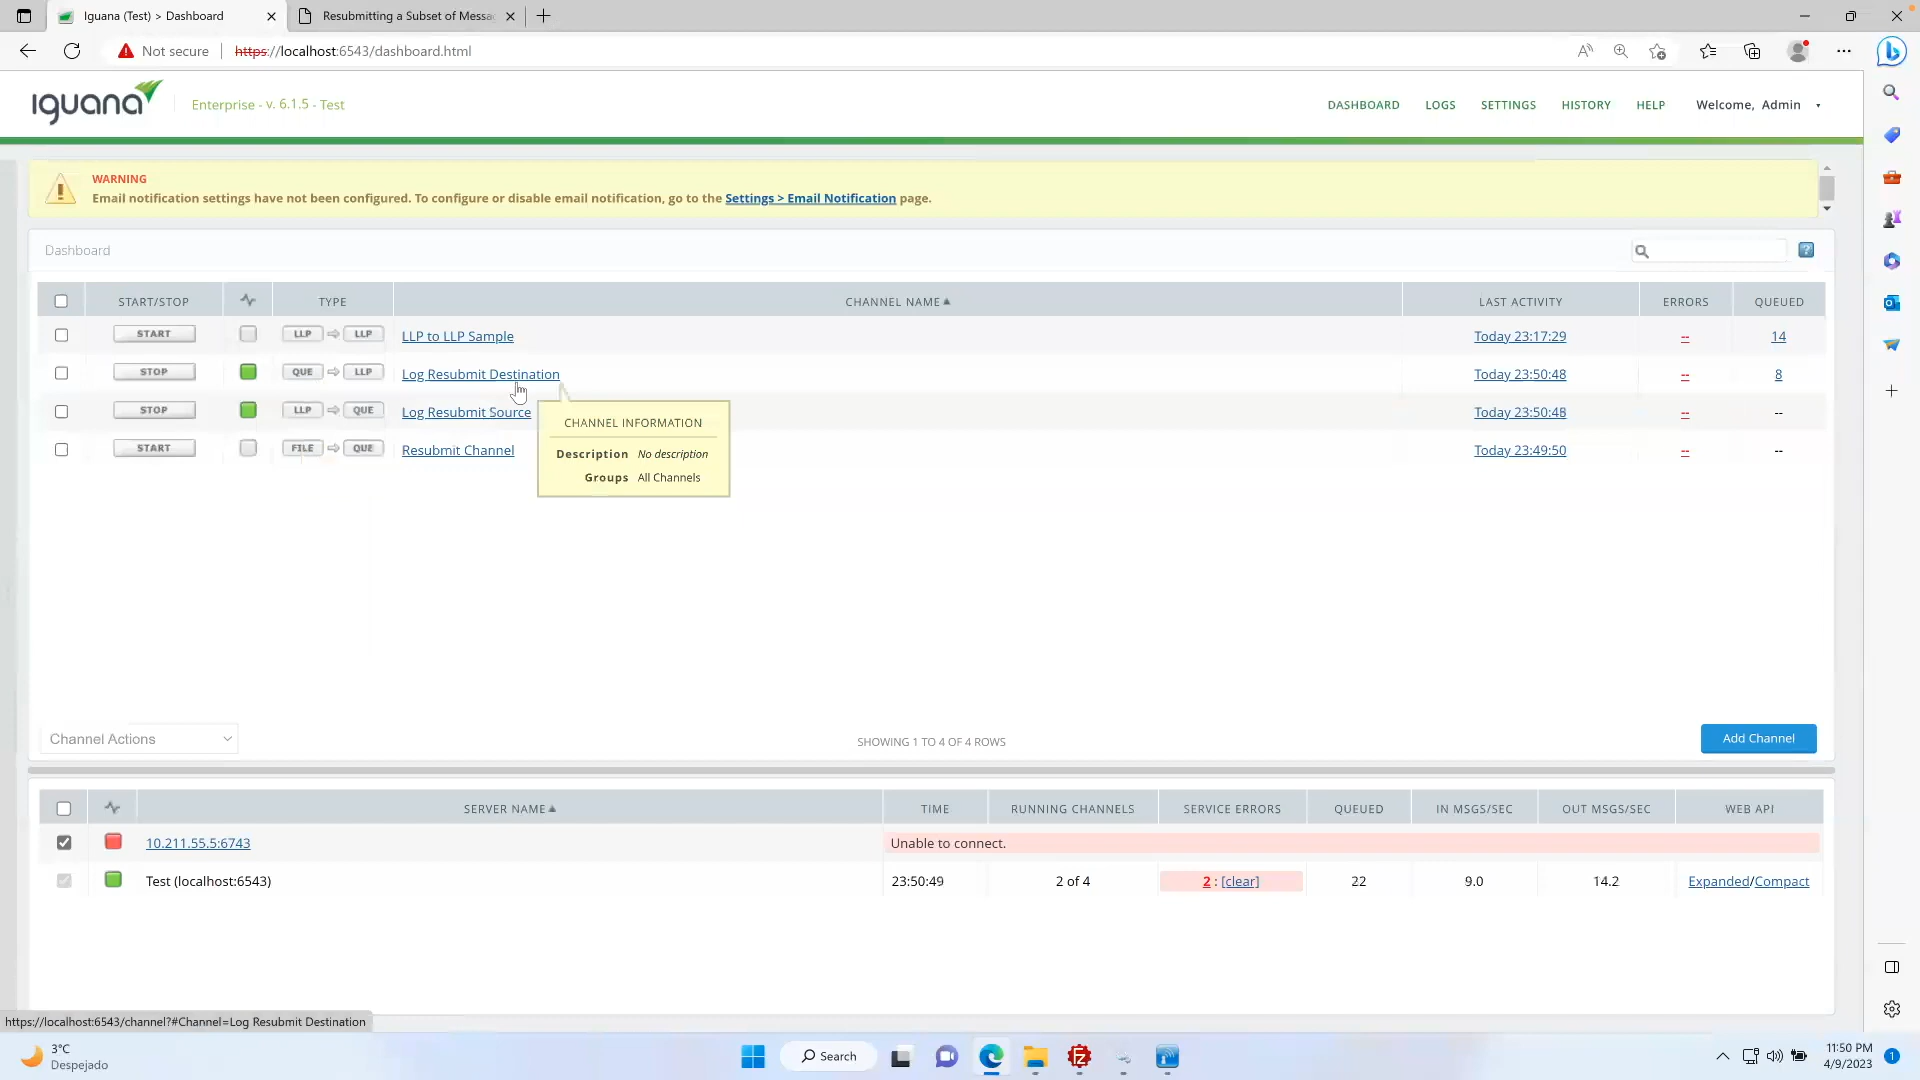 Iguana (Test) > Dashboard
Resubmitting a Subset of Messa
Not secure
https://localhost:6543/dashboard.html
iguana
Enterprise - v. 6.1.5 - Test
DASHBOARD
LOGS
SETTINGS
HISTORY
HELP
Welcome, Admin
WARNING
Email notification settings have not been configured. To configure or disable email notification, go to the Settings > Email Notification page.
Dashboard
START/STOP TYPE CHANNEL NAME LAST ACTIVITY ERRORS QUEUED
START LLP LLP LLP to LLP Sample Today 23:17:29 -- 14
STOP QUE LLP Log Resubmit Destination Today 23:50:48 -- 8
STOP LLP QUE Log Resubmit Source Today 23:50:48 -- --
START FILE QUE Resubmit Channel Today 23:49:50 -- --
CHANNEL INFORMATION
Description No description
Groups All Channels
Channel Actions
SHOWING 1 TO 4 OF 4 ROWS
Add Channel
SERVER NAME TIME RUNNING CHANNELS SERVICE ERRORS QUEUED IN MSGS/SEC OUT MSGS/SEC WEB API
10.211.55.5:6743 Unable to connect.
Test (localhost:6543) 23:50:49 2 of 4 2 : [clear] 22 9.0 14.2 Expanded/Compact
https://localhost:6543/channel?#Channel=Log Resubmit Destination
3°C
Despejado
Search
11:50 PM
4/9/2023
1